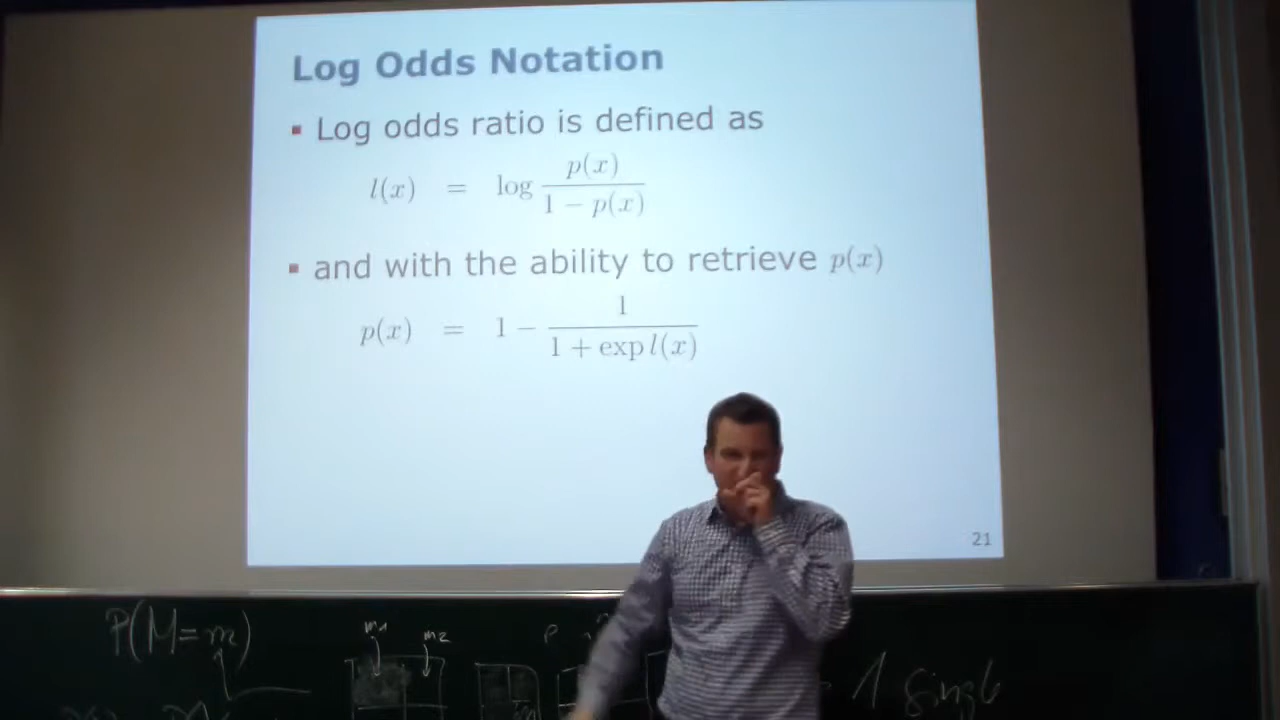 Log Odds Notation
▪ Log odds ratio is defined as
l(x) = log p(x) / 1 − p(x)
▪ and with the ability to retrieve p(x)
p(x) = 1 − 1 / 1 + exp l(x)
21
P(M=m)
m1
m2
P
1 single